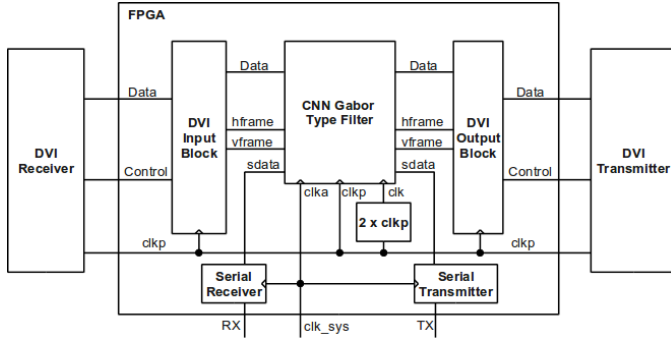 FPGA
Data
Data
Data
Data
CNN Gabor
Type Filter
DVI
Input
Block
DVI
Output
Block
hframe
hframe
vframe
vframe
DVI
Receiver
DVI
Transmitter
Control
sdata
sdata
Control
clka
clkp
clk
2 x clkp
clkp
clkp
Serial
Receiver
Serial
Transmitter
RX
clk_sys
TX